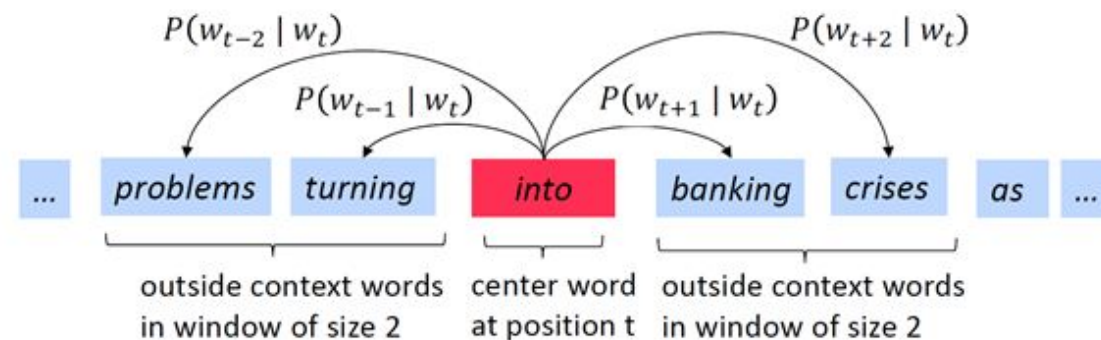 P(w_{t−2} | w_t)
P(w_{t+2} | w_t)
P(w_{t−1} | w_t)
P(w_{t+1} | w_t)
... problems turning into banking crises as ...
outside context words
in window of size 2
center word
at position t
outside context words
in window of size 2